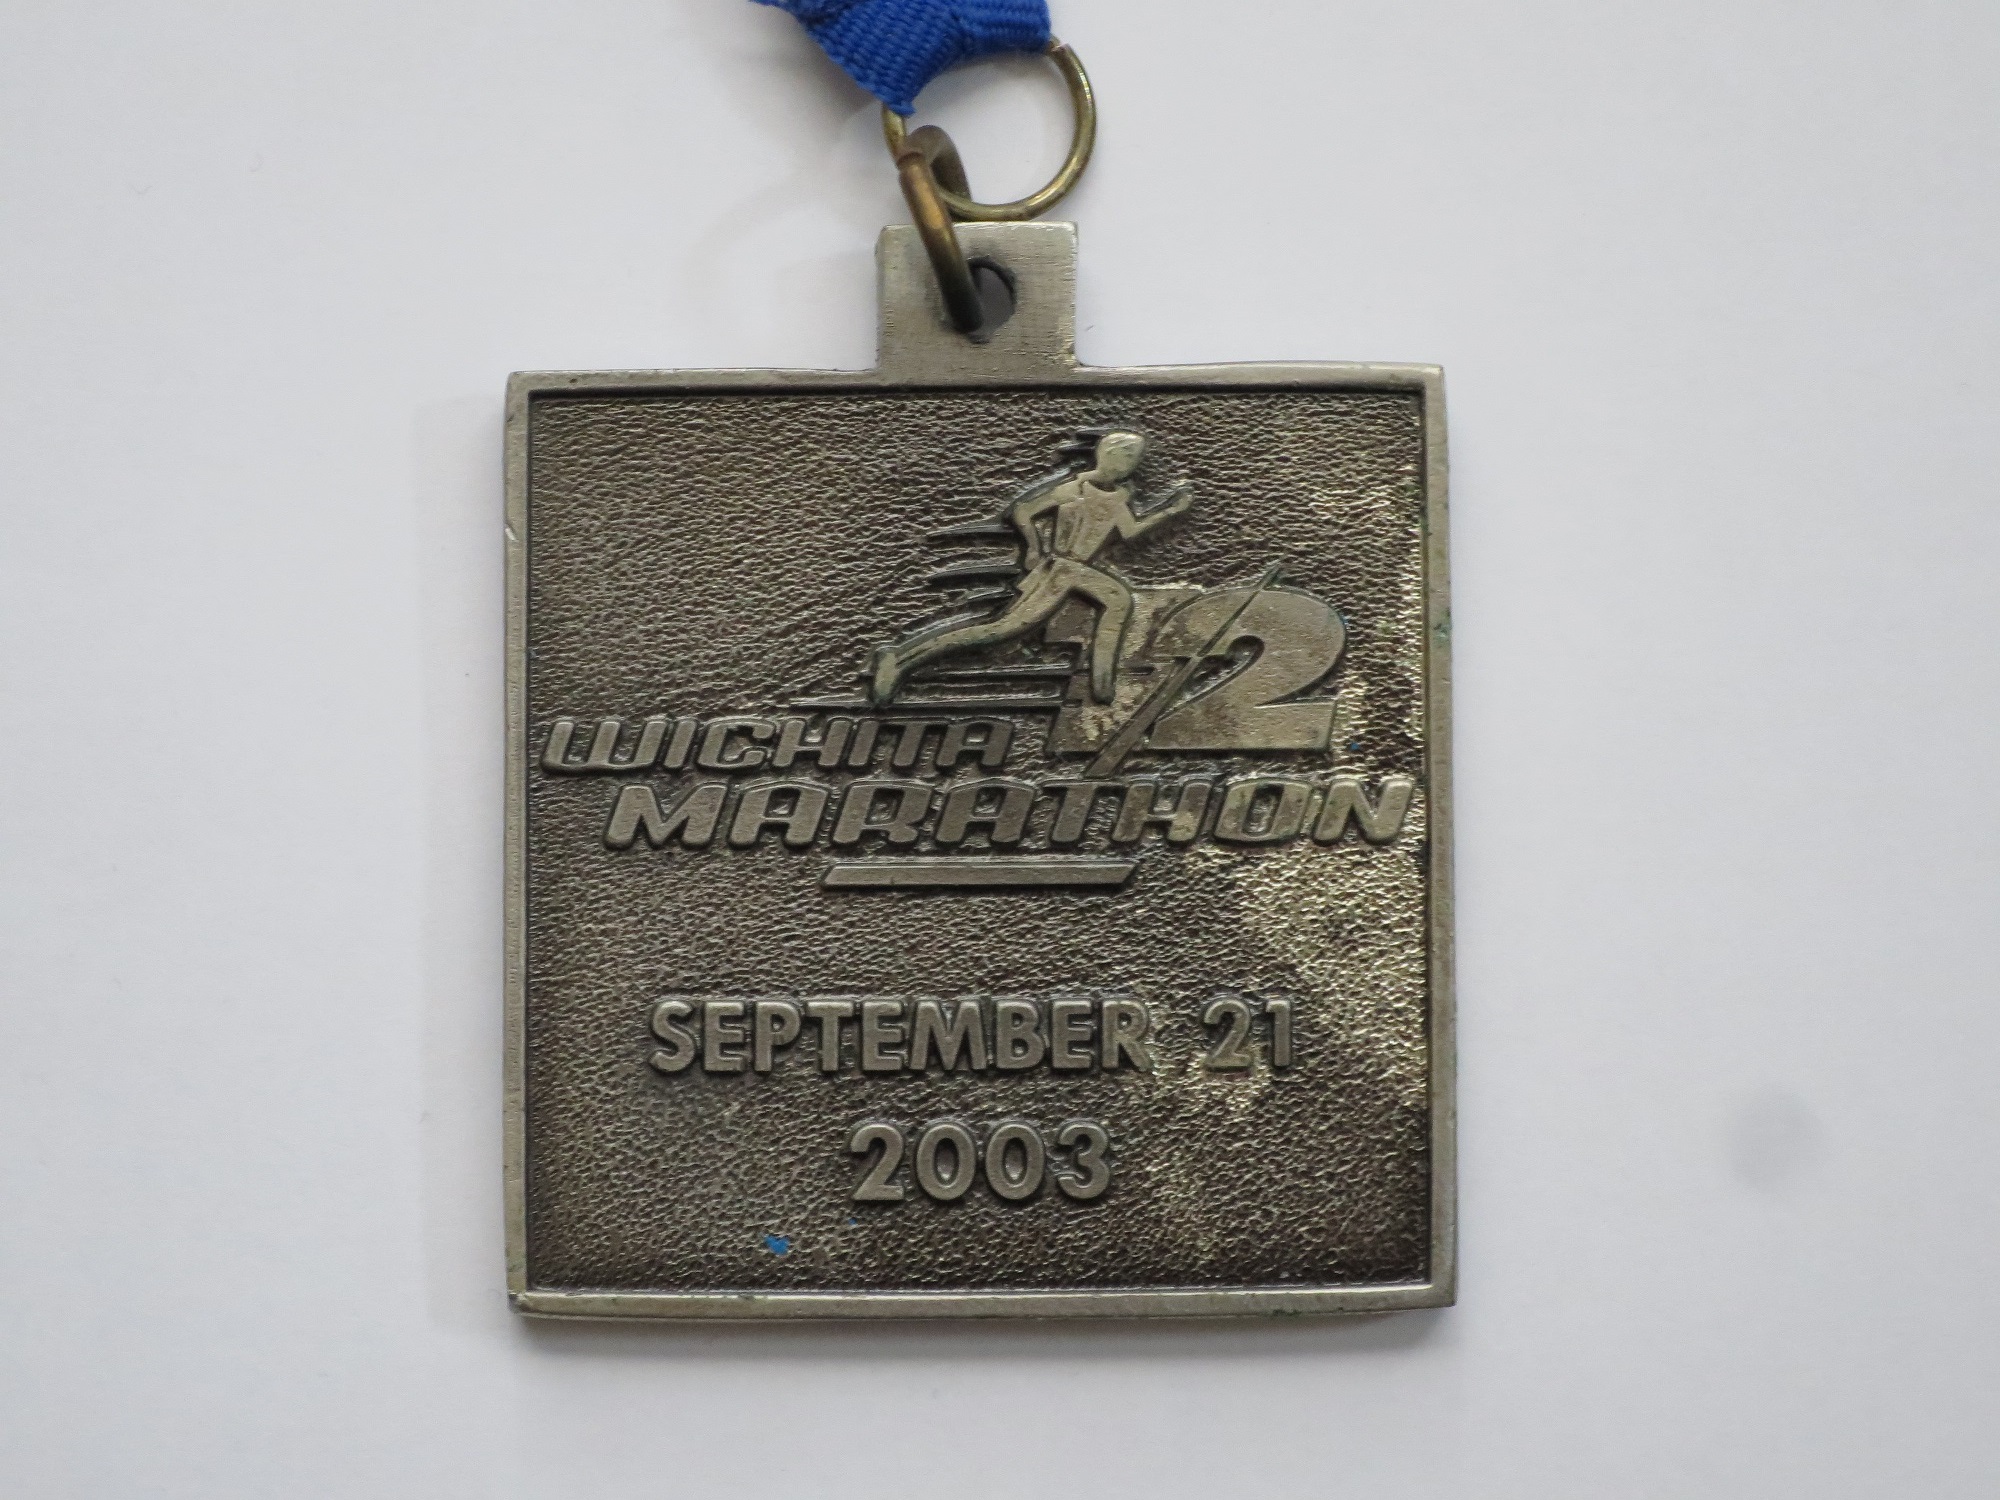 1/2
WICHITA
MARATHON
SEPTEMBER 21
2003